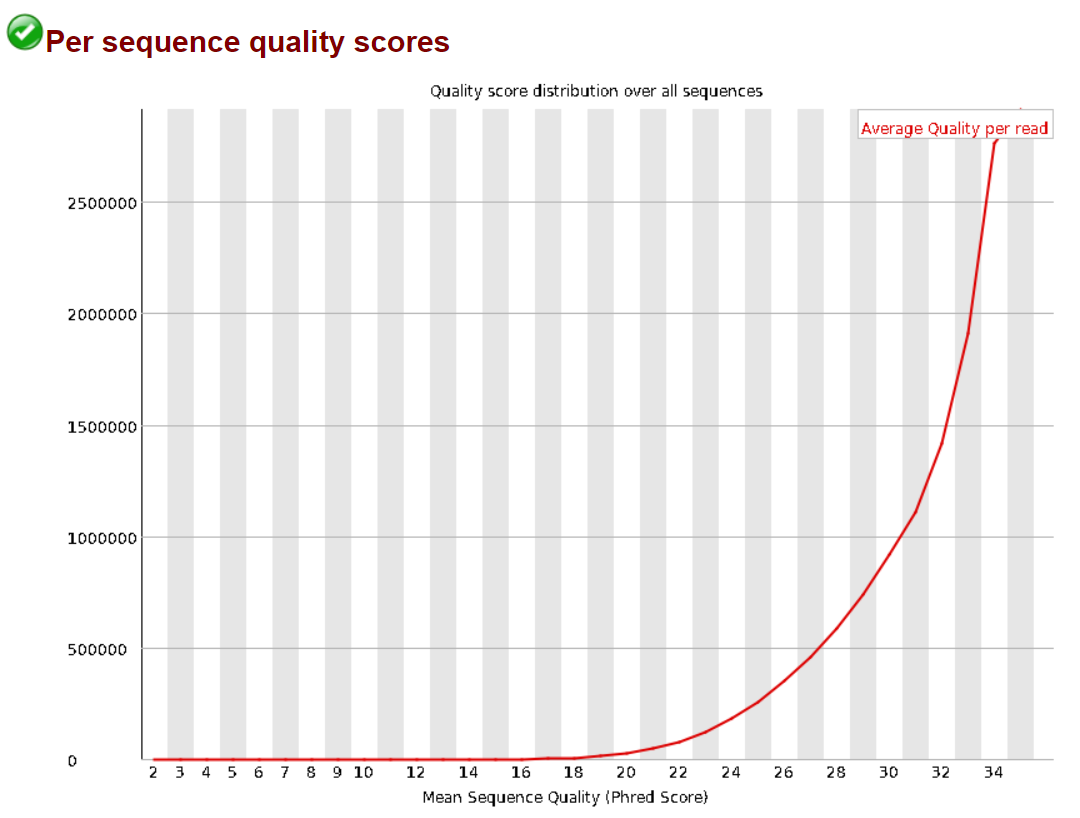 Per sequence quality scores
Quality score distribution over all sequences
Average Quality per read
2500000
2000000
1500000
1000000
500000
0
2 3 4 5 6 7 8 9 10 12 14 16 18 20 22 24 26 28 30 32 34
Mean Sequence Quality (Phred Score)